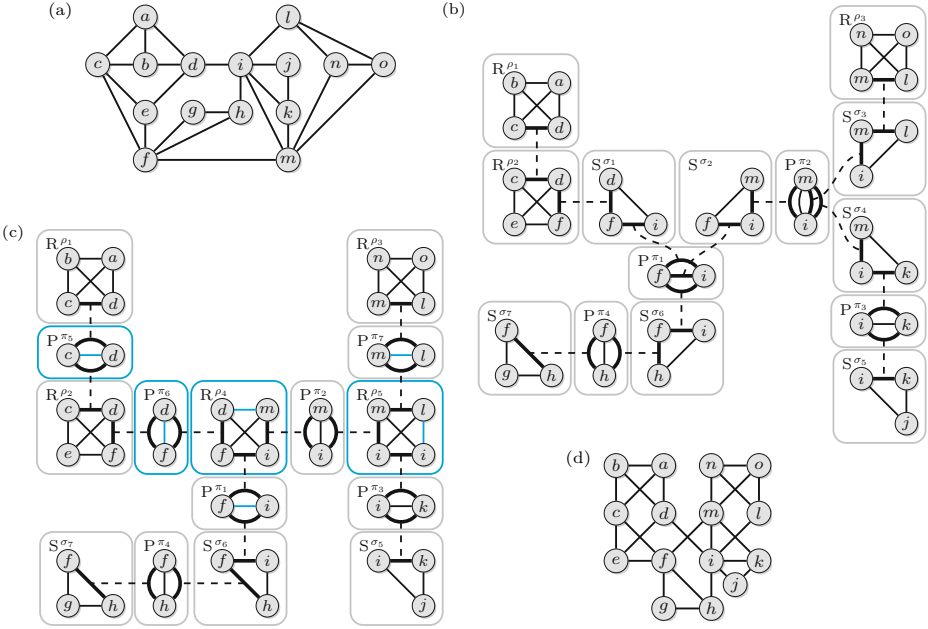 (a)
a l
c b d i j n o
e g h k
f m
(b)
R^ρ1
b a
c d
R^ρ2
c d
e f
S^σ1
d
f i
S^σ2
m
f i
P^π2
m
i
R^ρ3
n o
m l
S^σ3
m l
i
S^σ4
m
i k
P^π1
f i
P^π3
i k
S^σ7
f
g h
P^π4
f
h
S^σ6
f i
h
S^σ5
i k
j
(c)
R^ρ1
b a
c d
R^ρ3
n o
m l
P^π5
c d
P^π7
m l
R^ρ2
c d
e f
P^π6
d
f
R^ρ4
d m
f i
P^π2
m
i
R^ρ5
m l
i i
P^π1
f i
P^π3
i k
S^σ7
f
g h
P^π4
f
h
S^σ6
f i
h
S^σ5
i k
j
(d)
b a n o
c d m l
e f i k
j
g h